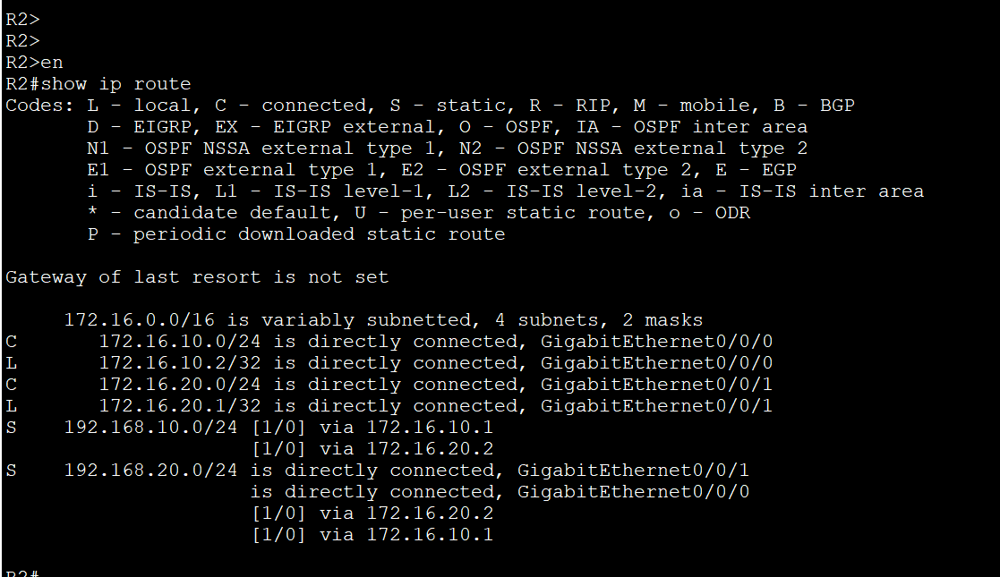 R2>
R2>
R2>en
R2#show ip route
Codes: L - local, C - connected, S - static, R - RIP, M - mobile, B - BGP
       D - EIGRP, EX - EIGRP external, O - OSPF, IA - OSPF inter area
       N1 - OSPF NSSA external type 1, N2 - OSPF NSSA external type 2
       E1 - OSPF external type 1, E2 - OSPF external type 2, E - EGP
       i - IS-IS, L1 - IS-IS level-1, L2 - IS-IS level-2, ia - IS-IS inter area
       * - candidate default, U - per-user static route, o - ODR
       P - periodic downloaded static route

Gateway of last resort is not set

     172.16.0.0/16 is variably subnetted, 4 subnets, 2 masks
C       172.16.10.0/24 is directly connected, GigabitEthernet0/0/0
L       172.16.10.2/32 is directly connected, GigabitEthernet0/0/0
C       172.16.20.0/24 is directly connected, GigabitEthernet0/0/1
L       172.16.20.1/32 is directly connected, GigabitEthernet0/0/1
S    192.168.10.0/24 [1/0] via 172.16.10.1
                     [1/0] via 172.16.20.2
S    192.168.20.0/24 is directly connected, GigabitEthernet0/0/1
                     is directly connected, GigabitEthernet0/0/0
                     [1/0] via 172.16.20.2
                     [1/0] via 172.16.10.1

R2#